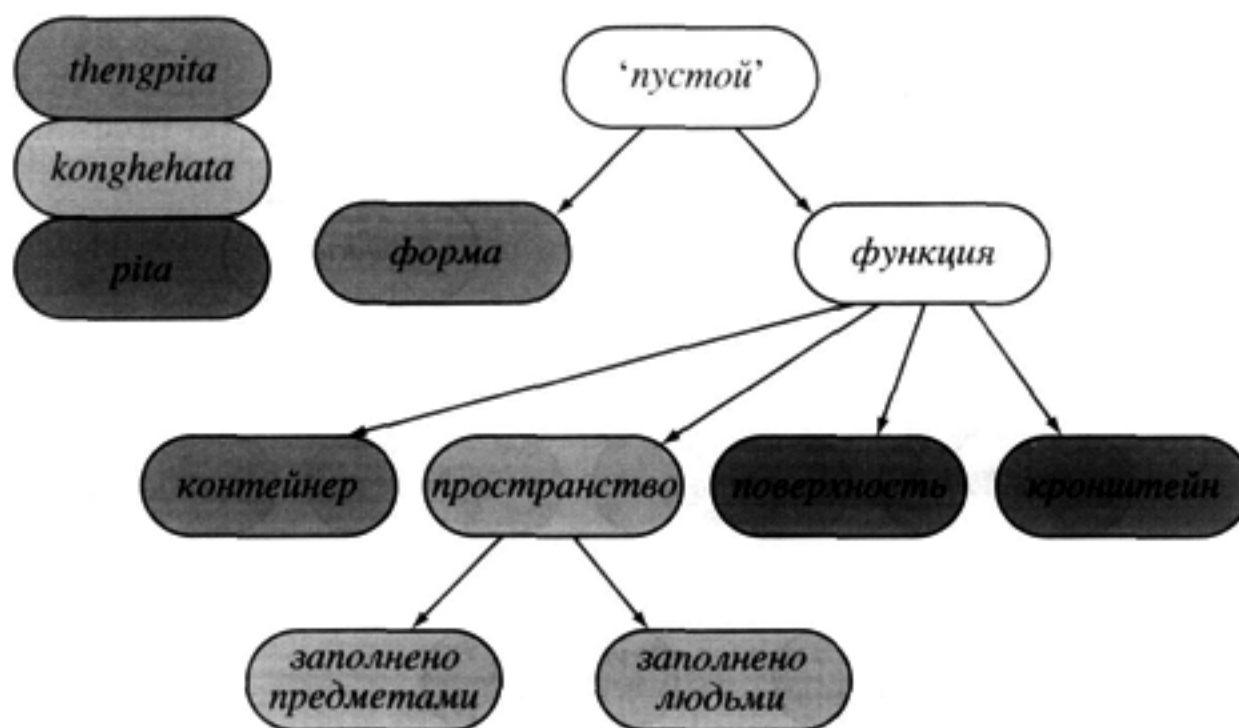 thengpita
konghehata
pita
‘пустой’
форма
функция
контейнер
пространство
поверхность
кронштейн
заполнено
предметами
заполнено
людьми